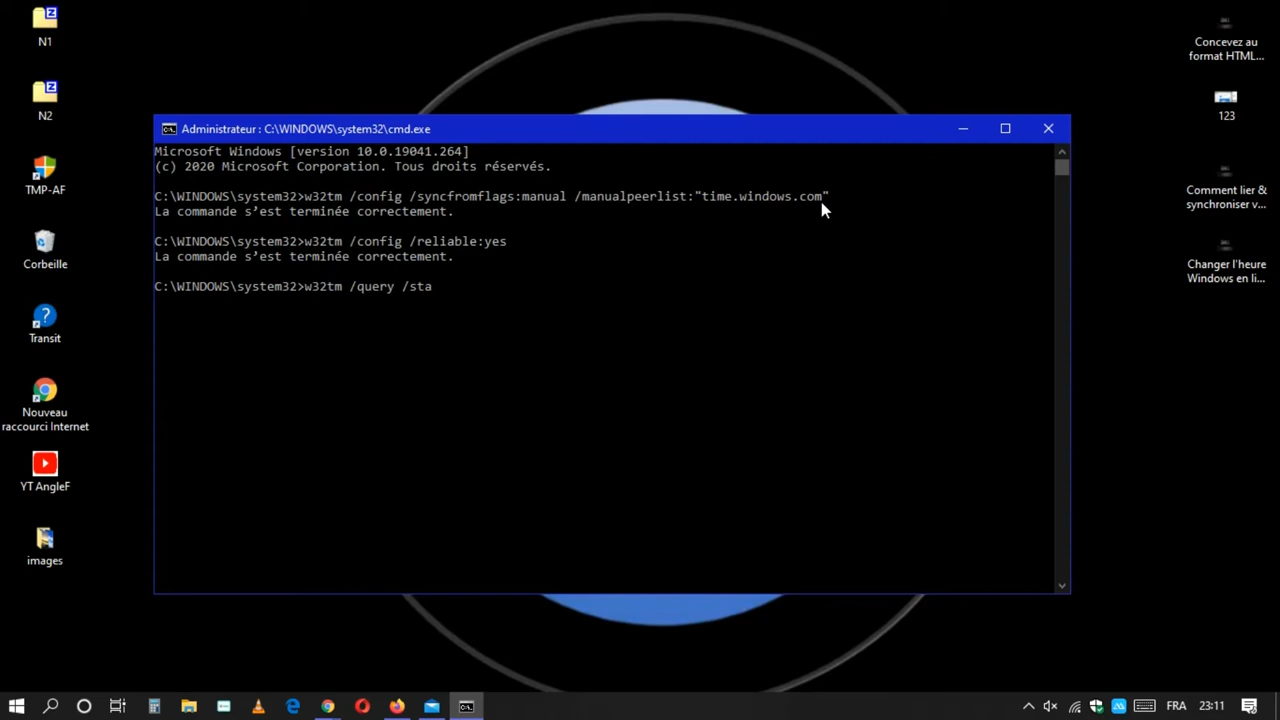 N1
N2
TMP-AF
Corbeille
Transit
Nouveau
raccourci Internet
YT AngleF
images
Administrateur : C:\WINDOWS\system32\cmd.exe
Microsoft Windows [version 10.0.19041.264]
(c) 2020 Microsoft Corporation. Tous droits réservés.
C:\WINDOWS\system32>w32tm /config /syncfromflags:manual /manualpeerlist:"time.windows.com"
La commande s’est terminée correctement.
C:\WINDOWS\system32>w32tm /config /reliable:yes
La commande s’est terminée correctement.
C:\WINDOWS\system32>w32tm /query /sta
Concevez au
format HTML...
123
Comment lier &
synchroniser v...
Changer l'heure
Windows en li...
FRA
23:11